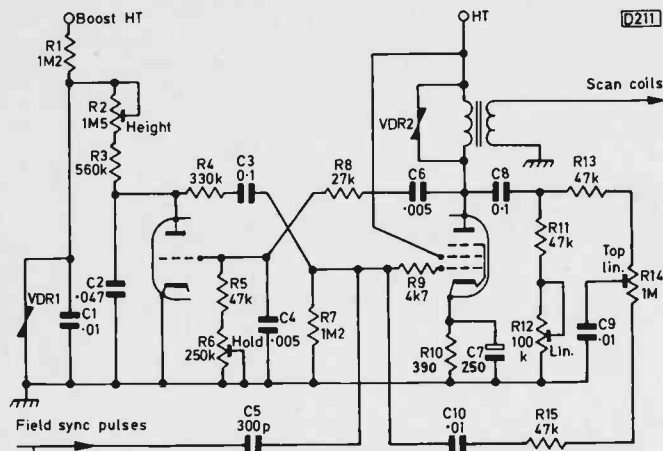 Boost HT
HT
D211
R1
1M2
R2
1M5
Height
R3
560k
VDR2
Scan coils
R4
330k
C3
0·1
R8
27k
C6
·005
C8
0·1
R13
47k
R11
47k
Top
lin.
R14
1M
VDR1
C2
·047
C1
·01
R5
47k
R6
250k
Hold
C4
·005
R7
1M2
R9
4k7
R10
390
C7
250
R12
100
k
Lin.
C9
·01
Field sync pulses
C5
300p
C10
·01
R15
47k